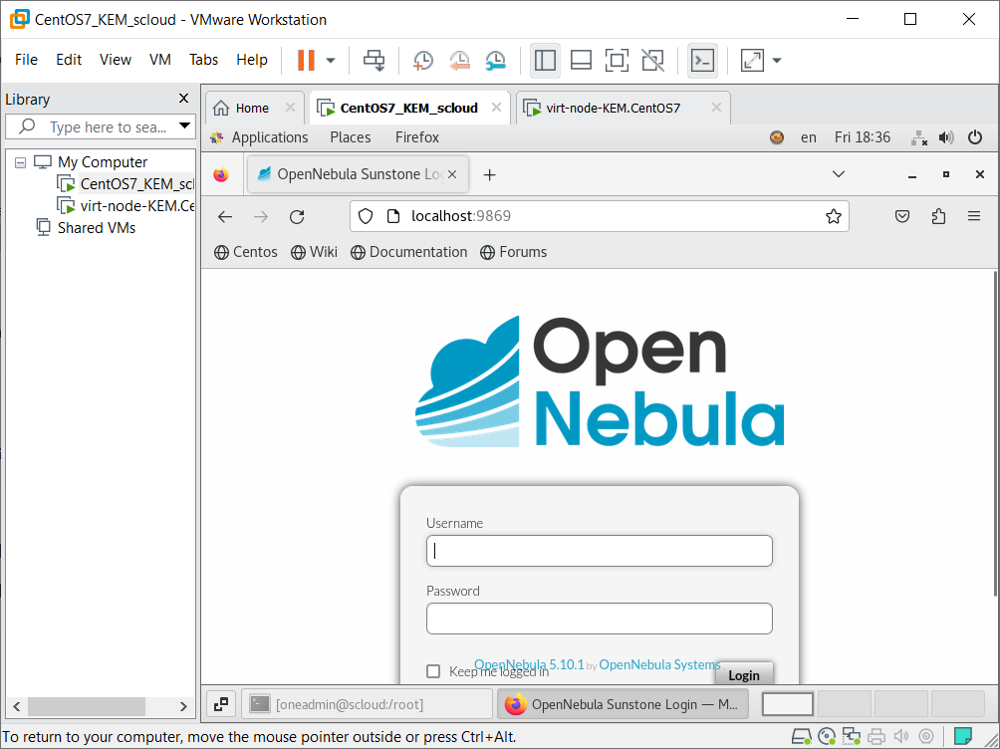 CentOS7_KEM_scloud - VMware Workstation
File Edit View VM Tabs Help
Library
Type here to sea...
My Computer
CentOS7_KEM_scl
virt-node-KEM.Ce
Shared VMs
Home
CentOS7_KEM_scloud
virt-node-KEM.CentOS7
Applications Places Firefox
en Fri 18:36
OpenNebula Sunstone Lo
localhost:9869
Centos Wiki Documentation Forums
Open
Nebula
Username
Password
Keep me logged in
OpenNebula 5.10.1 by OpenNebula Systems
Login
[oneadmin@scloud:/root]
OpenNebula Sunstone Login — M...
To return to your computer, move the mouse pointer outside or press Ctrl+Alt.